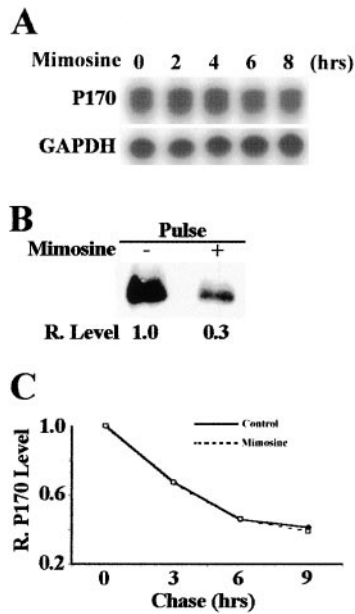 A
Mimosine 0 2 4 6 8 (hrs)
P170
GAPDH
B
Pulse
Mimosine - +
R. Level 1.0 0.3
C
R. P170 Level
1.0
0.6
0.2
Control
Mimosine
0 3 6 9
Chase (hrs)